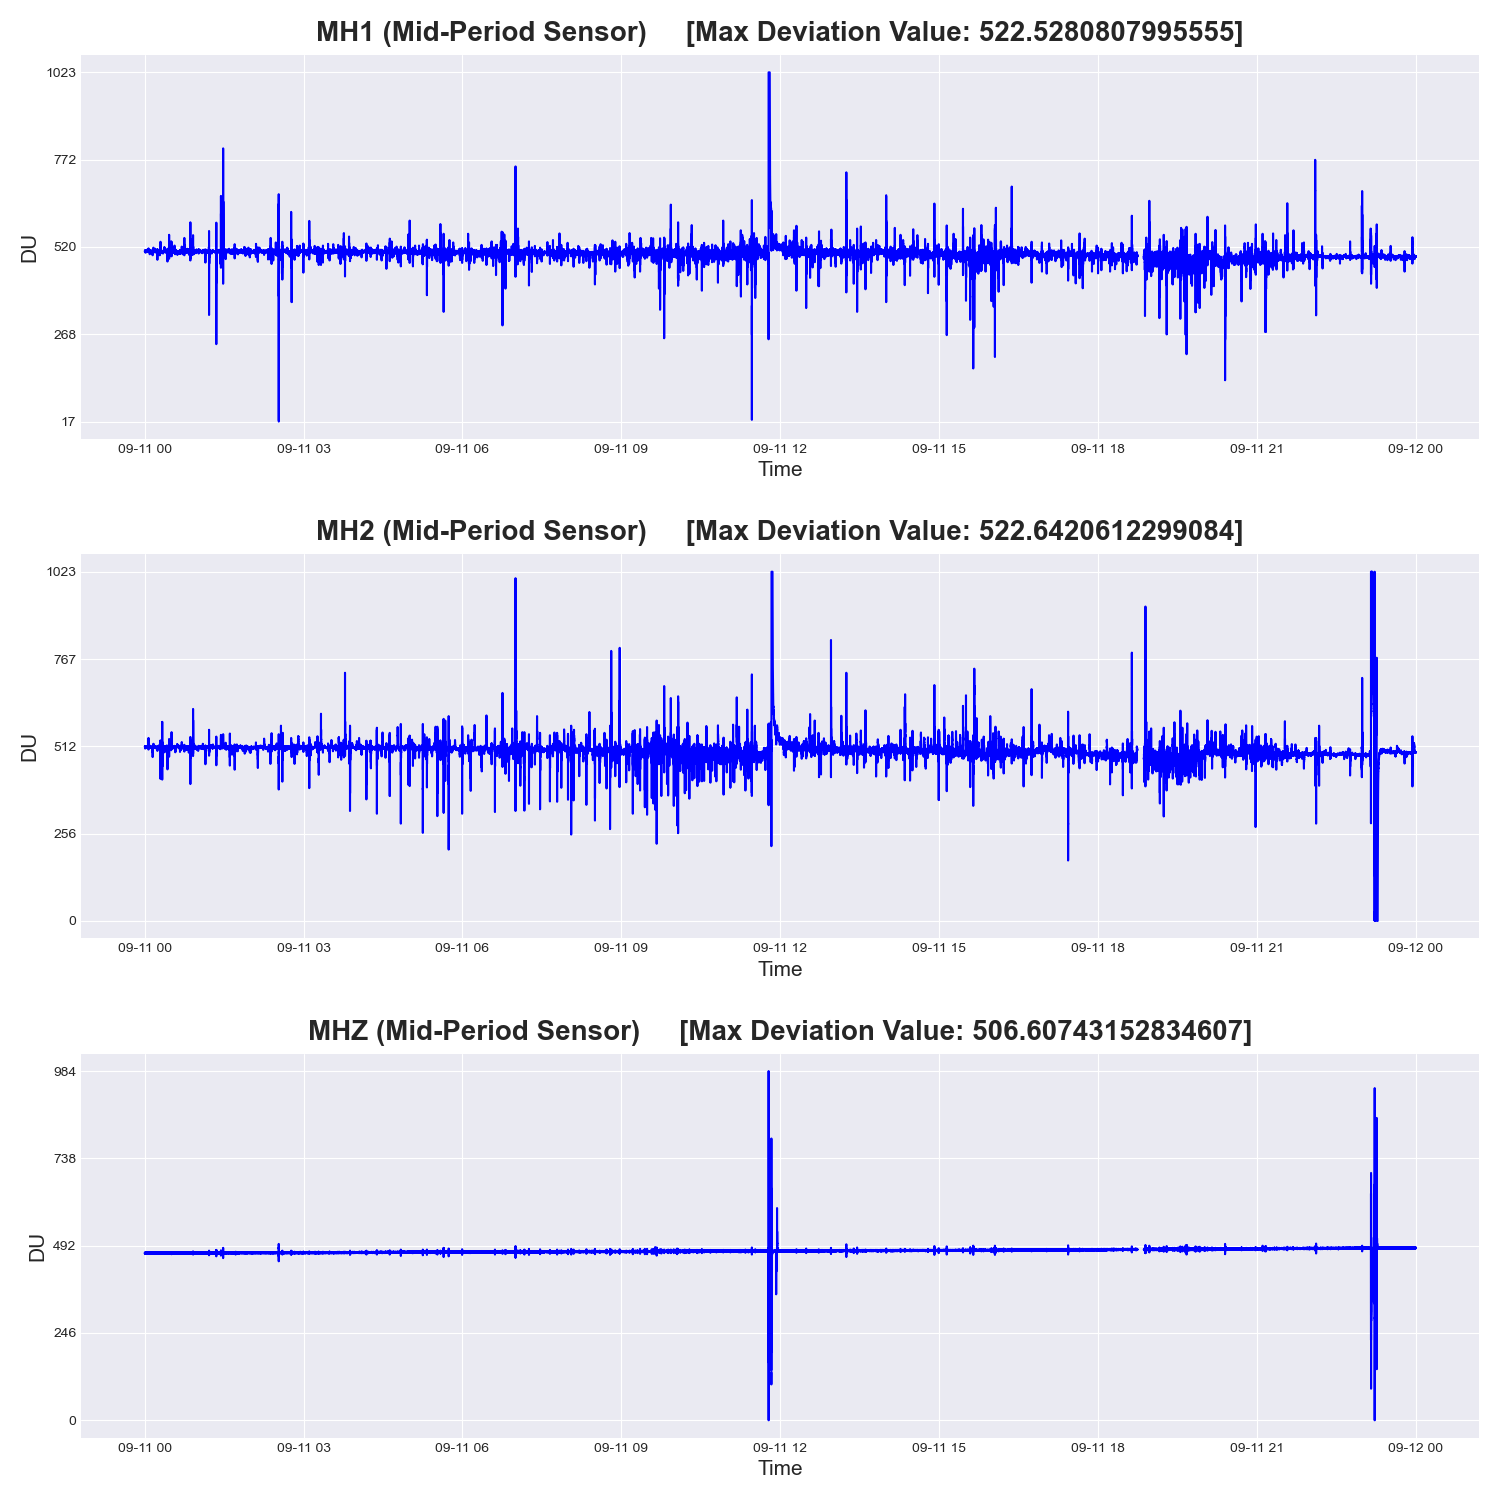 MH1 (Mid-Period Sensor) [Max Deviation Value: 522.5280807995555]
1023
772
520
268
17
DU
09-11 00 09-11 03 09-11 06 09-11 09 09-11 12 09-11 15 09-11 18 09-11 21 09-12 00
Time
MH2 (Mid-Period Sensor) [Max Deviation Value: 522.6420612299084]
1023
767
512
256
0
DU
09-11 00 09-11 03 09-11 06 09-11 09 09-11 12 09-11 15 09-11 18 09-11 21 09-12 00
Time
MHZ (Mid-Period Sensor) [Max Deviation Value: 506.60743152834607]
984
738
492
246
0
DU
09-11 00 09-11 03 09-11 06 09-11 09 09-11 12 09-11 15 09-11 18 09-11 21 09-12 00
Time